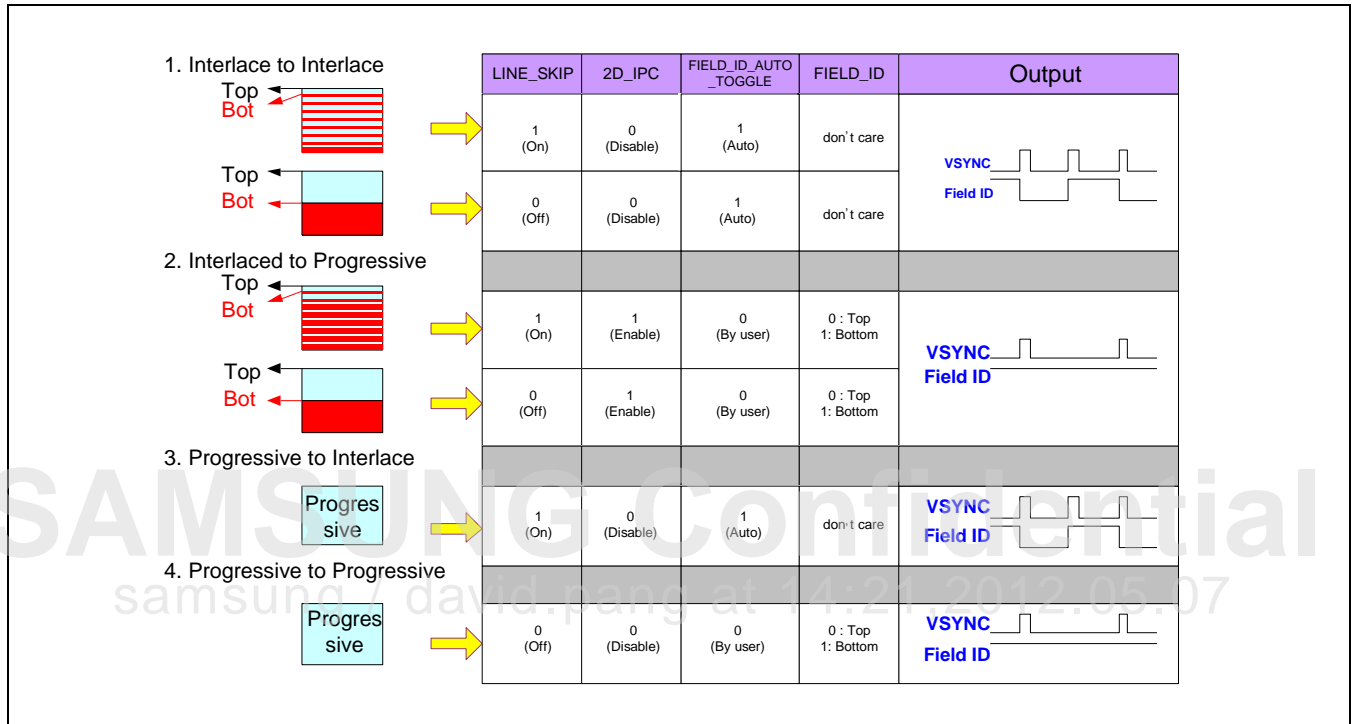 1. Interlace to Interlace
LINE_SKIP 2D_IPC FIELD_ID_AUTO_TOGGLE FIELD_ID Output
Top
Bot
1 (On) 0 (Disable) 1 (Auto) don't care
VSYNC
Field ID
Top
Bot
0 (Off) 0 (Disable) 1 (Auto) don't care
2. Interlaced to Progressive
Top
Bot
1 (On) 1 (Enable) 0 (By user) 0 : Top 1: Bottom
VSYNC
Field ID
Top
Bot
0 (Off) 1 (Enable) 0 (By user) 0 : Top 1: Bottom
3. Progressive to Interlace
Progres
sive
1 (On) 0 (Disable) 1 (Auto) don't care
VSYNC
Field ID
SAMSUNG Confidential
4. Progressive to Progressive
samsung / david.pang at 14:21,2012.05.07
Progres
sive
0 (Off) 0 (Disable) 0 (By user) 0 : Top 1: Bottom
VSYNC
Field ID